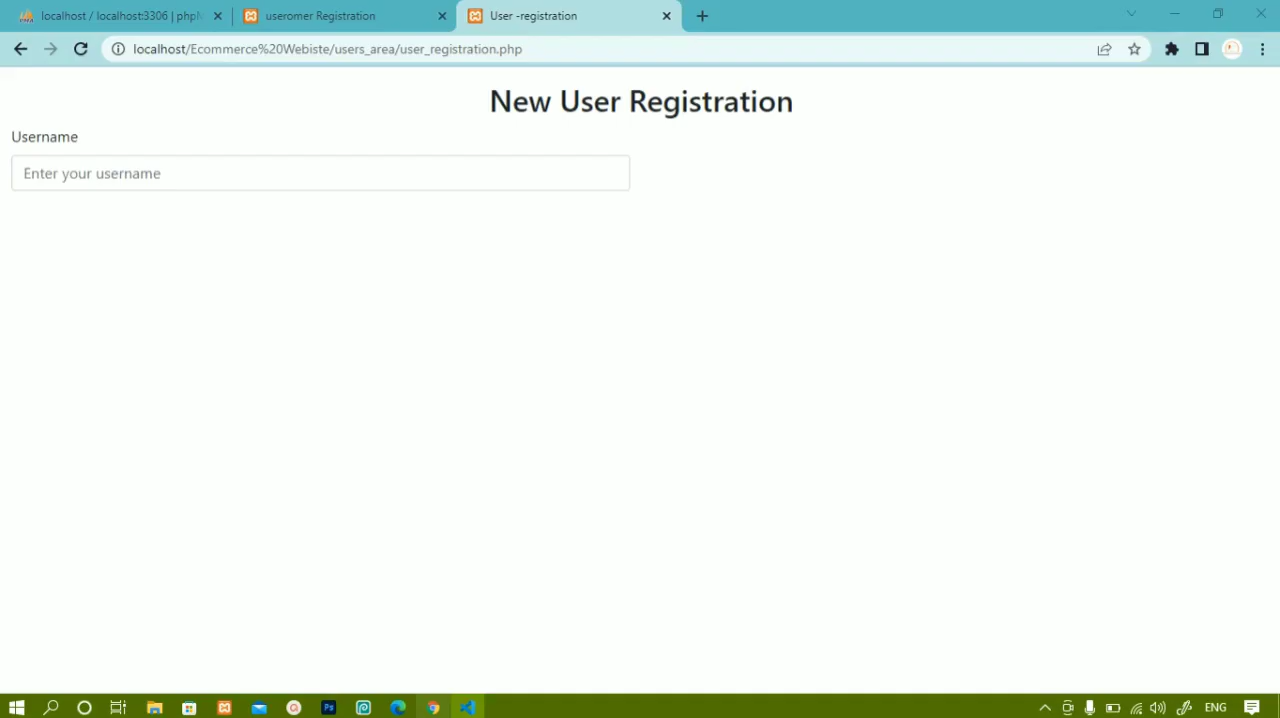 localhost / localhost:3306 | php
useromer Registration
User -registration
localhost/Ecommerce%20Webiste/users_area/user_registration.php
New User Registration
Username
Enter your username
Ps
ENG